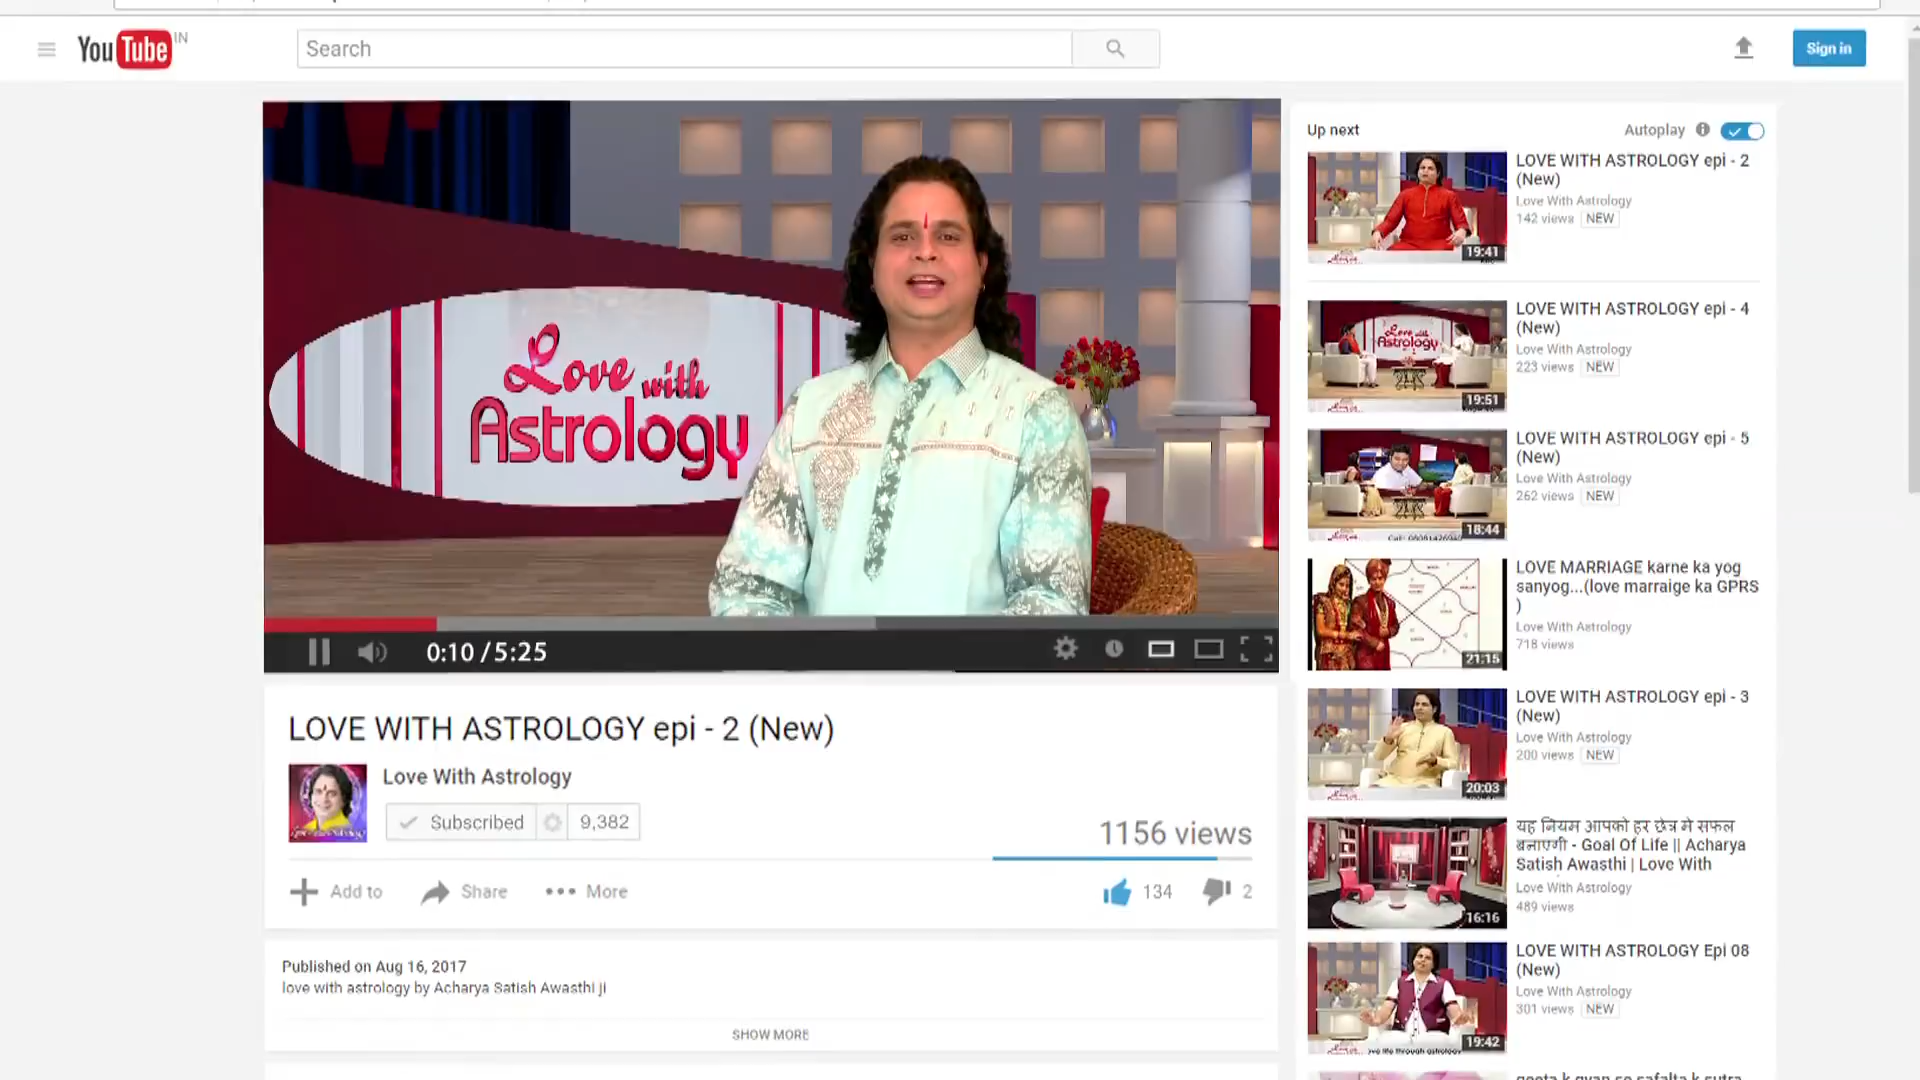 YouTube IN
Search
Sign in
Love with
Astrology
0:10 / 5:25
LOVE WITH ASTROLOGY epi - 2 (New)
Love With Astrology
Subscribed 9,382
1156 views
Add to Share More
134 2
Published on Aug 16, 2017
love with astrology by Acharya Satish Awasthi ji
SHOW MORE
Up next
Autoplay
LOVE WITH ASTROLOGY epi - 2
(New)
Love With Astrology
142 views NEW
19:41
LOVE WITH ASTROLOGY epi - 4
(New)
Love With Astrology
223 views NEW
Love with
Astrology
19:51
LOVE WITH ASTROLOGY epi - 5
(New)
Love With Astrology
262 views NEW
18:44
LOVE MARRIAGE karne ka yog
sanyog...(love marraige ka GPRS
)
Love With Astrology
718 views
21:15
LOVE WITH ASTROLOGY epi - 3
(New)
Love With Astrology
200 views NEW
20:03
यह नियम आपको हर छेत्र मे सफल
बनाएगी - Goal Of Life || Acharya
Satish Awasthi | Love With
Love With Astrology
489 views
16:16
LOVE WITH ASTROLOGY Epi 08
(New)
Love With Astrology
301 views NEW
19:42
love life through astrology